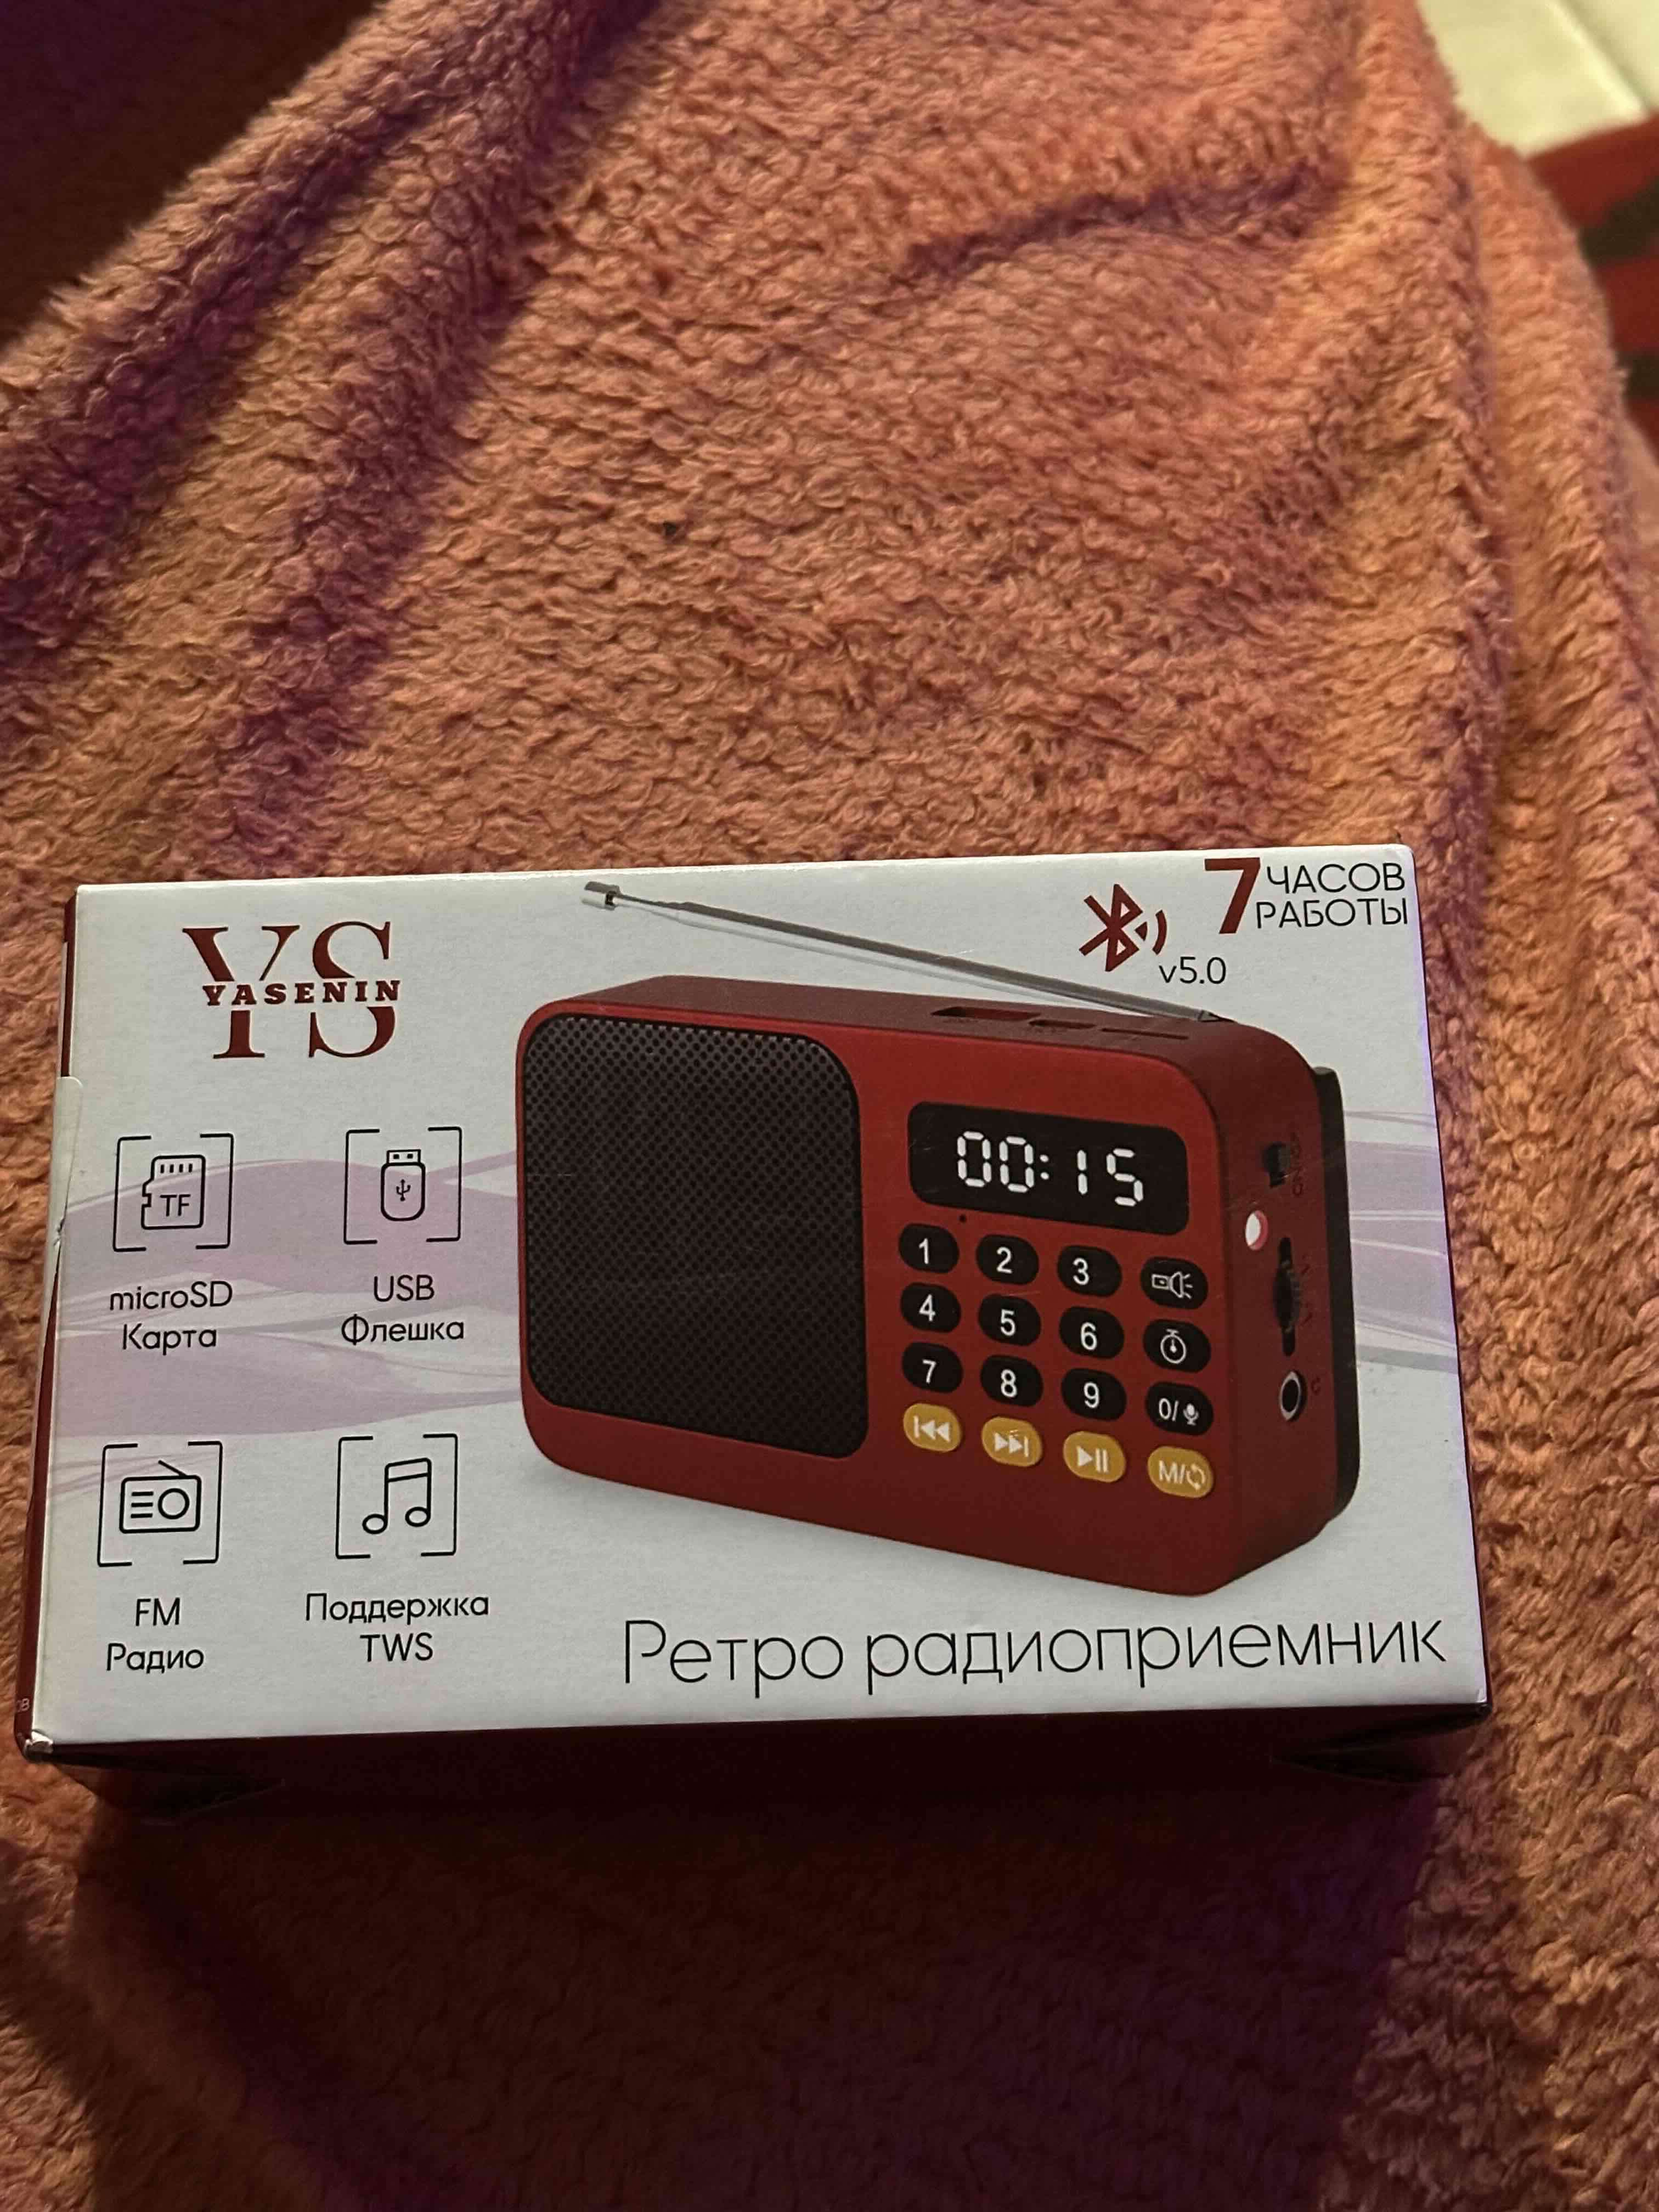 YS
YASENIN
7 ЧАСОВ
РАБОТЫ
v5.0
TF
microSD
Карта
USB
Флешка
FM
Радио
Поддержка
TWS
00:15
1 2 3
4 5 6
7 8 9 0/
M/
Ретро радиоприемник